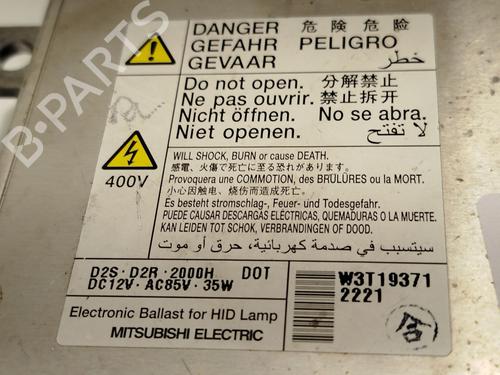 DANGER 危 険 危 险
GEFAHR PELIGRO
GEVAAR خطر
Do not open. 分解禁止
Ne pas ouvrir. 禁止拆开
Nicht öffnen. No se abra.
Niet openen. لا تفتح
400V
WILL SHOCK, BURN or cause DEATH.
感電、火傷で死亡に至る恐れがあります
Provoquera une COMMOTION, des BRÛLURES ou la MORT.
小心因触电、烧伤而造成死亡。
Es besteht stromschlag-, Feuer- und Todesgefahr.
PUEDE CAUSAR DESCARGAS ELÉCTRICAS, QUEMADURAS O LA MUERTE.
KAN LEIDEN TOT SCHOK, VERBRANDINGEN OF DOOD.
سيتسبب في صدمة كهربائية، حرق أو موت
D2S · D2R · 2000H DOT
DC12V · AC85V · 35W
W3T19371
2221
Electronic Ballast for HID Lamp
MITSUBISHI ELECTRIC
合
B-PARTS